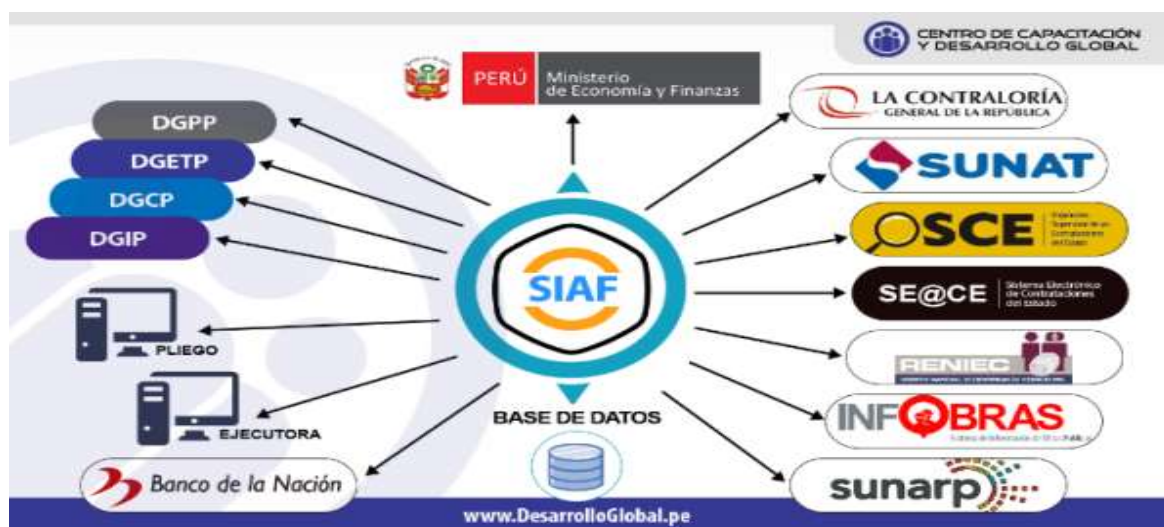 CENTRO DE CAPACITACIÓN
Y DESARROLLO GLOBAL
PERÚ
Ministerio
de Economía y Finanzas
DGPP
DGETP
DGCP
DGIP
PLIEGO
EJECUTORA
Banco de la Nación
SIAF
BASE DE DATOS
LA CONTRALORÍA
GENERAL DE LA REPÚBLICA
SUNAT
OSCE
SE@CE
Sistema Electrónico
de Contrataciones
del Estado
RENIEC
INFOBRAS
sunarp
www.DesarrolloGlobal.pe